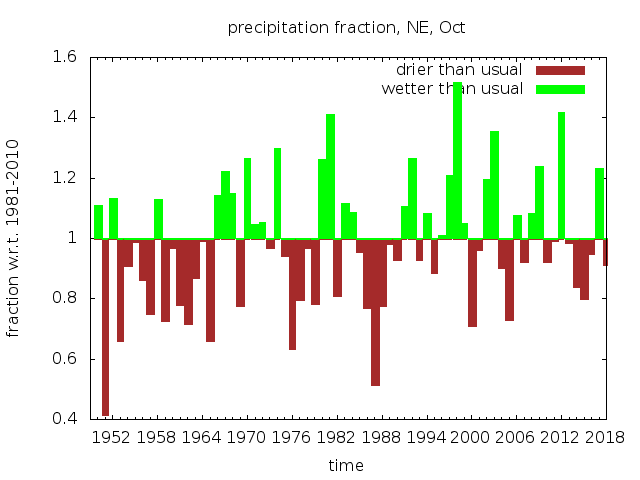 precipitation fraction, NE, Oct
drier than usual
wetter than usual
fraction w.r.t. 1981-2010
1.6
1.4
1.2
1
0.8
0.6
0.4
1952 1958 1964 1970 1976 1982 1988 1994 2000 2006 2012 2018
time